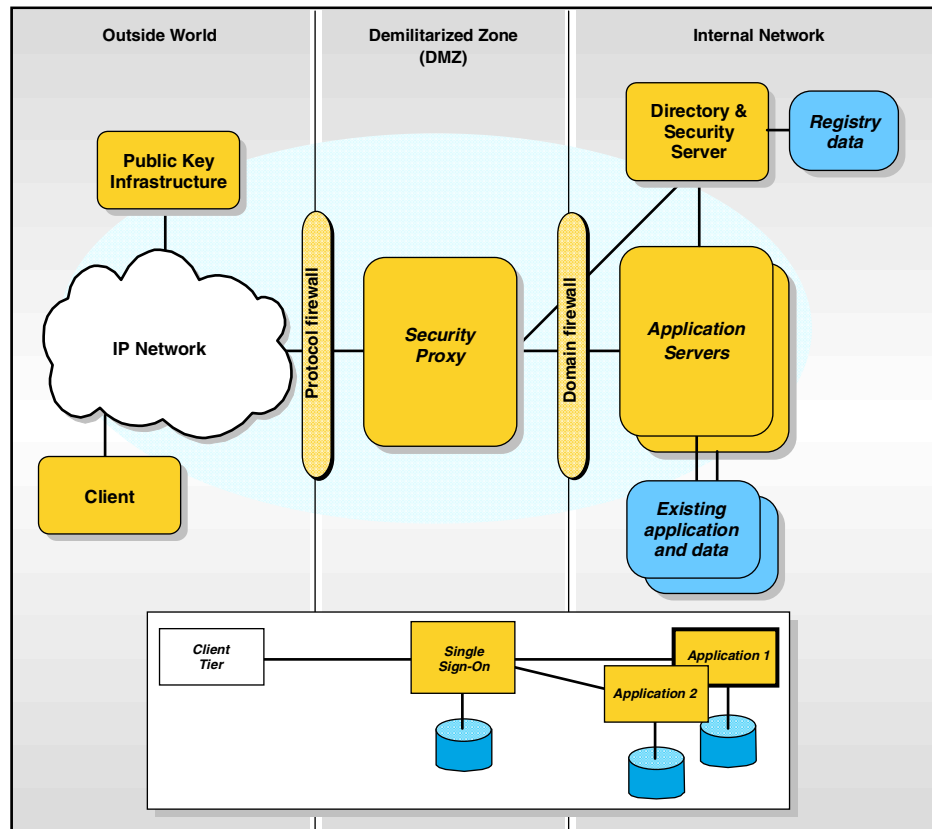 Outside World
Demilitarized Zone
(DMZ)
Internal Network
Directory &
Security
Server
Registry
data
Public Key
Infrastructure
IP Network
Protocol firewall
Security
Proxy
Domain firewall
Application
Servers
Client
Existing
application
and data
Client
Tier
Single
Sign-On
Application 1
Application 2